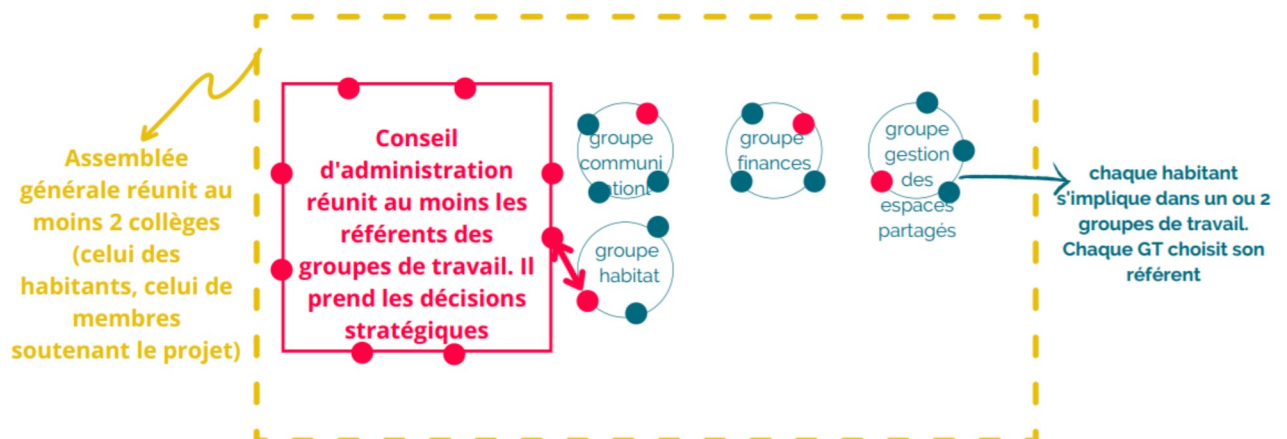 Assemblée
générale réunit au
moins 2 collèges
(celui des
habitants, celui de
membres
soutenant le projet)
Conseil
d'administration
réunit au moins les
référents des
groupes de travail. Il
prend les décisions
stratégiques
groupe
communi
groupe
habitat
groupe
finances
groupe
gestion
des
espaces
partagés
chaque habitant
s'implique dans un ou 2
groupes de travail.
Chaque GT choisit son
référent